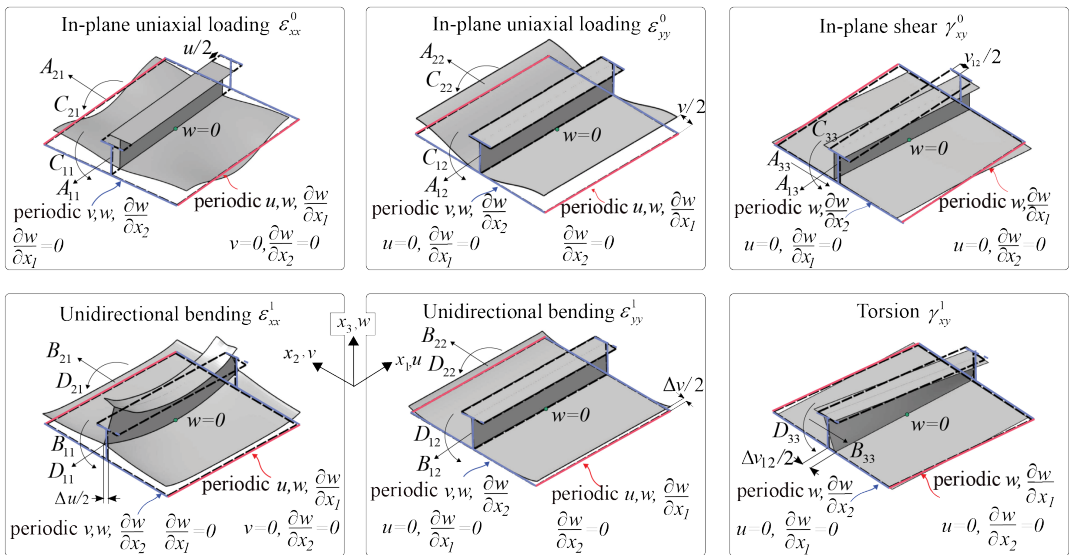 In-plane uniaxial loading ε⁰xx
u/2
A21
C21
w=0
C11
A11
periodic v,w, ∂w/∂x2
periodic u,w, ∂w/∂x1
∂w/∂x1=0
v=0, ∂w/∂x2=0
In-plane uniaxial loading ε⁰yy
A22
C22
v/2
w=0
C12
A12
periodic v,w, ∂w/∂x2
periodic u,w, ∂w/∂x1
u=0, ∂w/∂x1=0
∂w/∂x2=0
In-plane shear γ⁰xy
v12/2
C33
w=0
A33
A13
periodic w, ∂w/∂x2
periodic w, ∂w/∂x1
u=0, ∂w/∂x1=0
u=0, ∂w/∂x2=0
Unidirectional bending ε¹xx
B21
D21
w=0
B11
D11
Δu/2
periodic u,w, ∂w/∂x1
periodic v,w, ∂w/∂x2
∂w/∂x1=0
v=0, ∂w/∂x2=0
x3,w
x2,v
x1,u
Unidirectional bending ε¹yy
B22
D22
Δv/2
w=0
D12
B12
periodic v,w, ∂w/∂x2
periodic u,w, ∂w/∂x1
u=0, ∂w/∂x1=0
∂w/∂x2=0
Torsion γ¹xy
w=0
D33
B33
Δv12/2
periodic w, ∂w/∂x2
periodic w, ∂w/∂x1
u=0, ∂w/∂x1=0
u=0, ∂w/∂x2=0